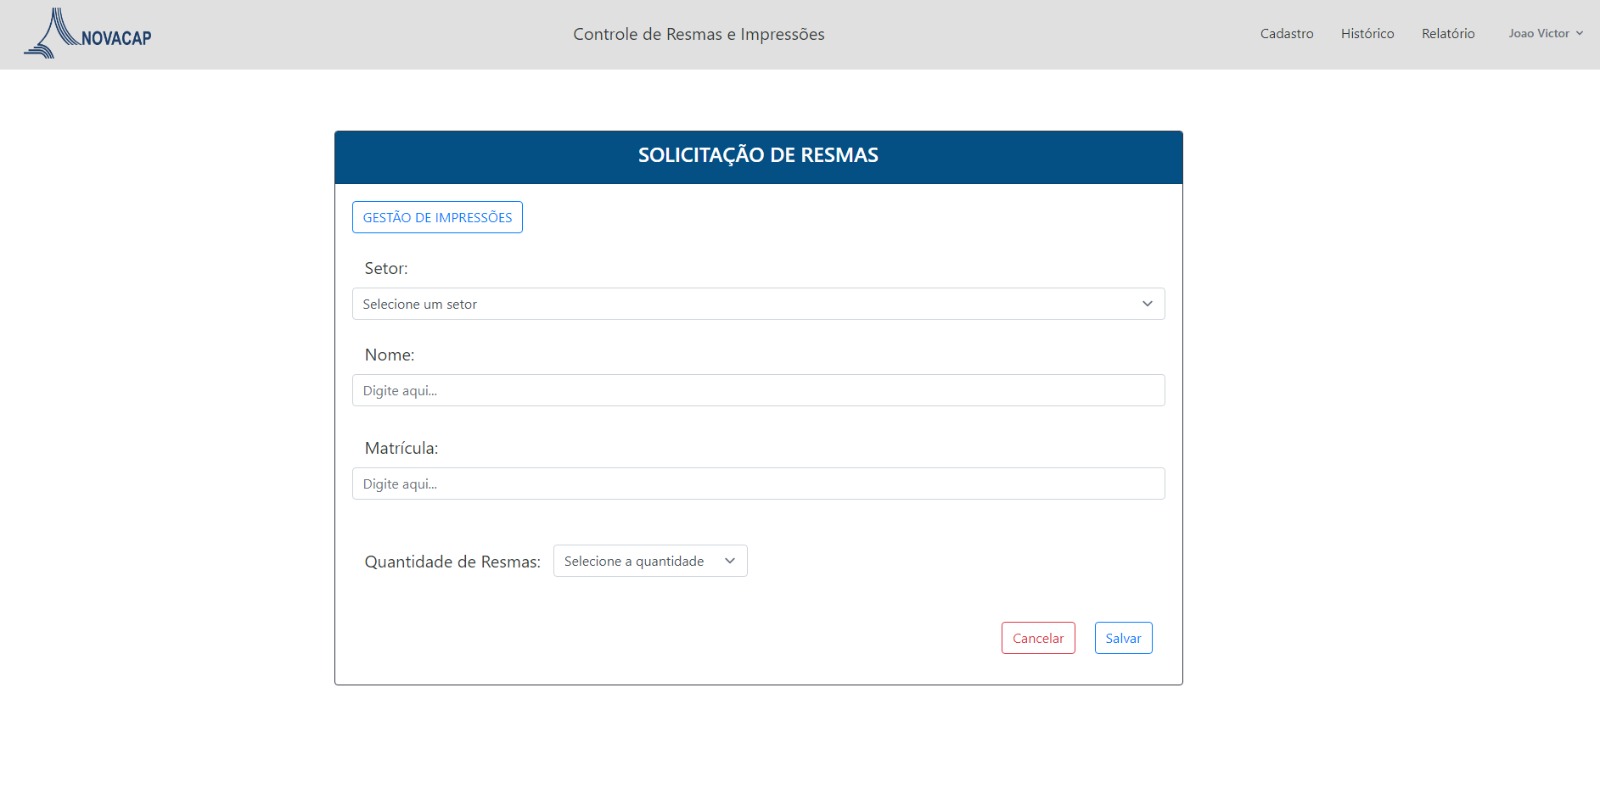 NOVACAP
Controle de Resmas e Impressões
Cadastro
Histórico
Relatório
Joao Victor
SOLICITAÇÃO DE RESMAS
GESTÃO DE IMPRESSÕES
Setor:
Selecione um setor
Nome:
Digite aqui...
Matrícula:
Digite aqui...
Quantidade de Resmas:
Selecione a quantidade
Cancelar
Salvar